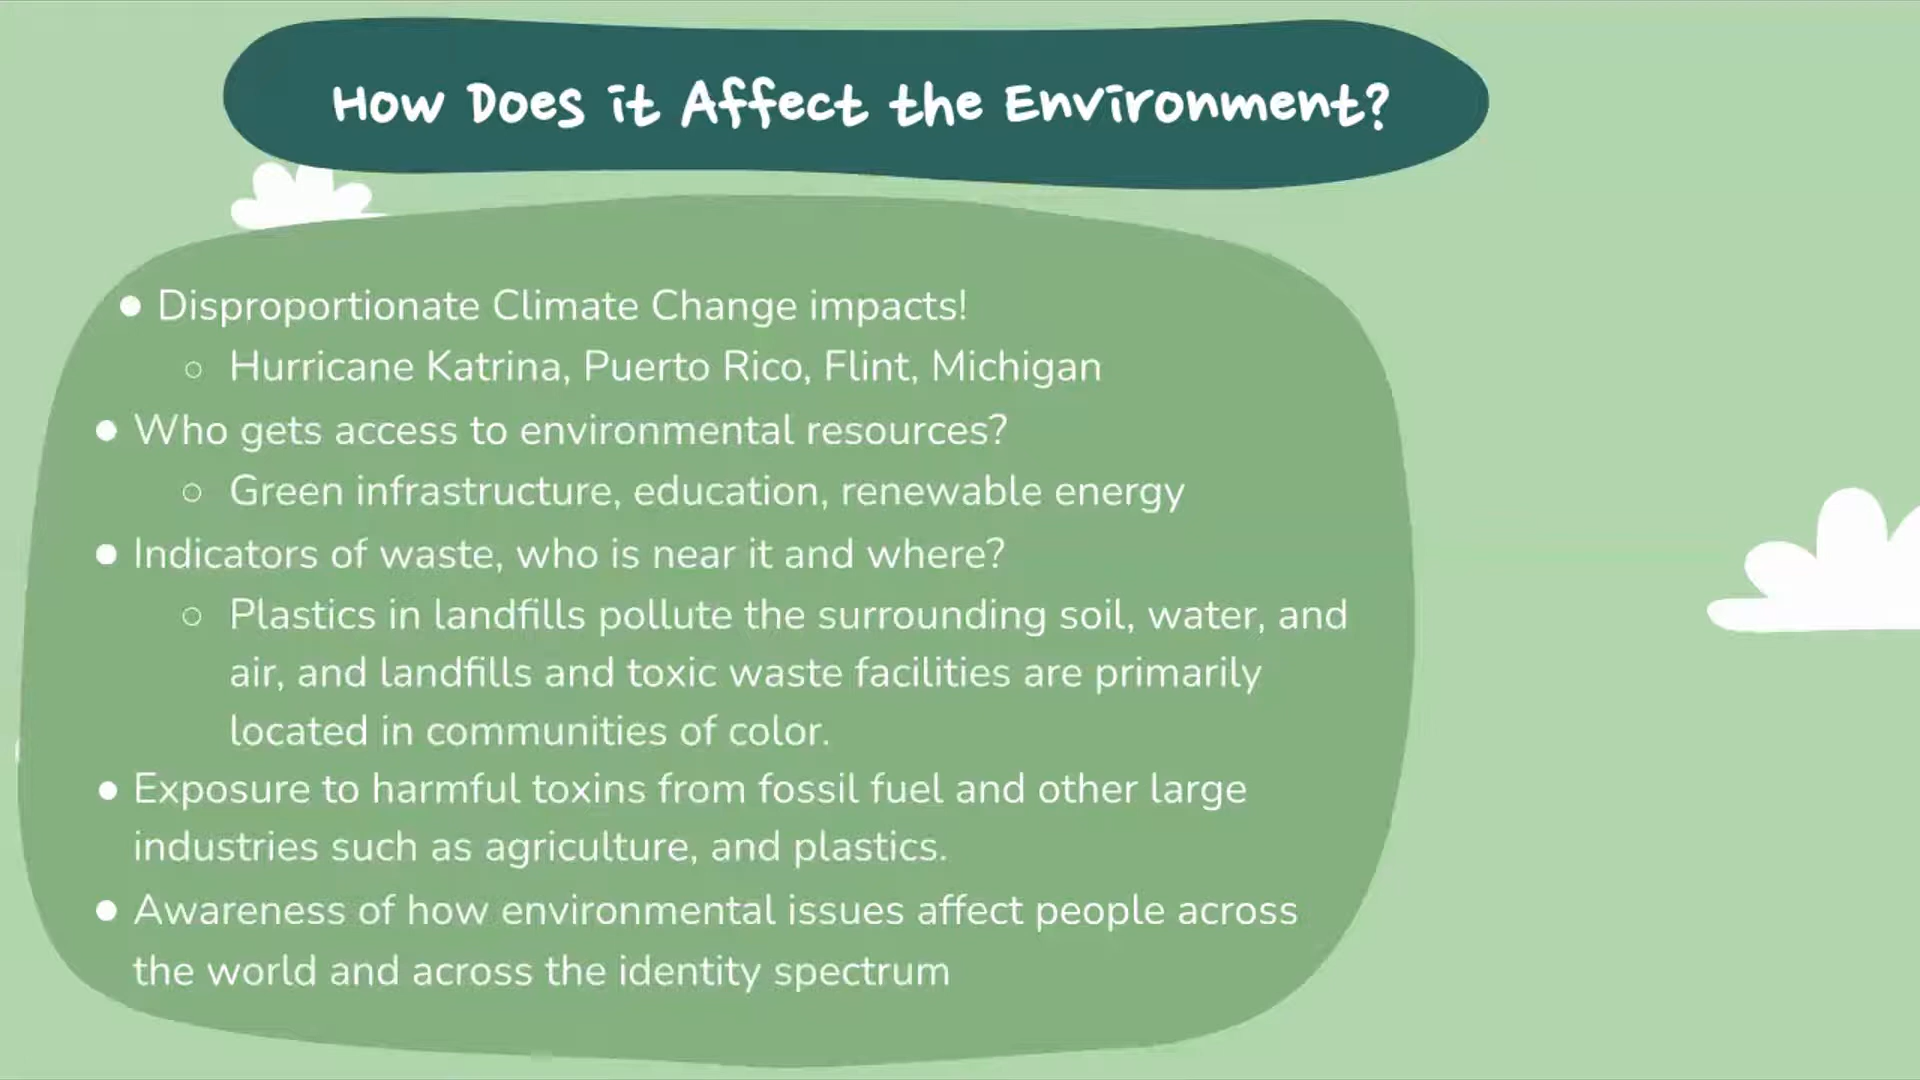 How Does it Affect the Environment?
● Disproportionate Climate Change impacts!
○ Hurricane Katrina, Puerto Rico, Flint, Michigan
● Who gets access to environmental resources?
○ Green infrastructure, education, renewable energy
● Indicators of waste, who is near it and where?
○ Plastics in landfills pollute the surrounding soil, water, and
air, and landfills and toxic waste facilities are primarily
located in communities of color.
● Exposure to harmful toxins from fossil fuel and other large
industries such as agriculture, and plastics.
● Awareness of how environmental issues affect people across
the world and across the identity spectrum